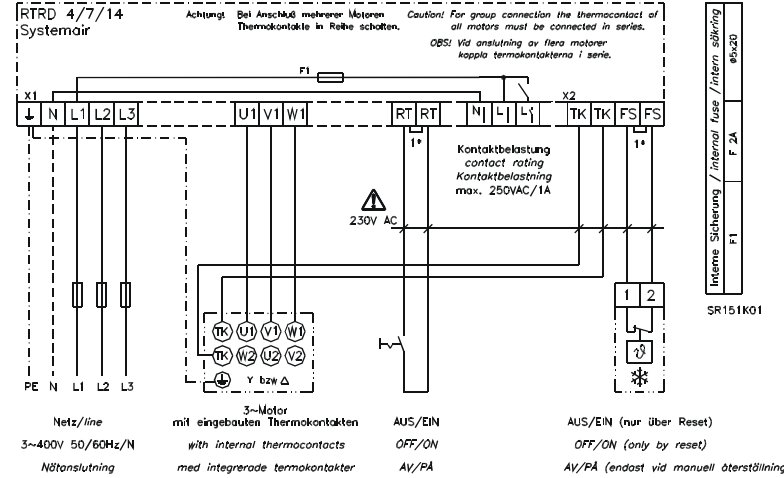 RTRD 4/7/14
Systemair
Achtung! Bei Anschluß mehrerer Motoren
Thermokontakte in Reihe schalten.
Caution! For group connection the thermocontact of
all motors must be connected in series.
OBS! Vid anslutning av flera motorer
koppla termokontakterna i serie.
F1
X1
X2
N L1 L2 L3
U1 V1 W1
RT RT
N L L
TK TK FS FS
1*
1*
Kontaktbelastung
contact rating
Kontaktbelastning
max. 250VAC/1A
230V AC
1 2
TK U1 V1 W1
TK W2 U2 V2
Y bzw △
ϑ
PE N L1 L2 L3
Netz/line
3~400V 50/60Hz/N
Nötanslutning
3~Motor
mit eingebauten Thermokontakten
with internal thermocontacts
med integrerade termokontakter
AUS/EIN
OFF/ON
AV/PÅ
AUS/EIN (nur über Reset)
OFF/ON (only by reset)
AV/PÅ (endast vid manuell återställning
Interne Sicherung / internal fuse / intern säkring
F1
F 2A
ø5x20
SR151K01